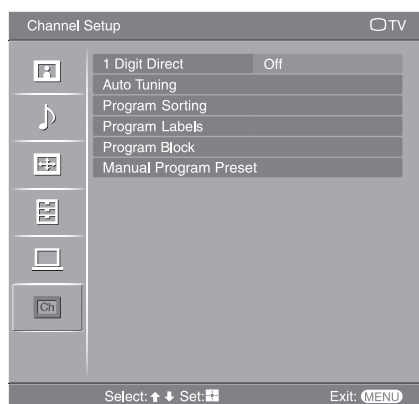 Channel Setup TV
1 Digit Direct Off
Auto Tuning
Program Sorting
Program Labels
Program Block
Manual Program Preset
Ch
Select: Set: Exit: MENU